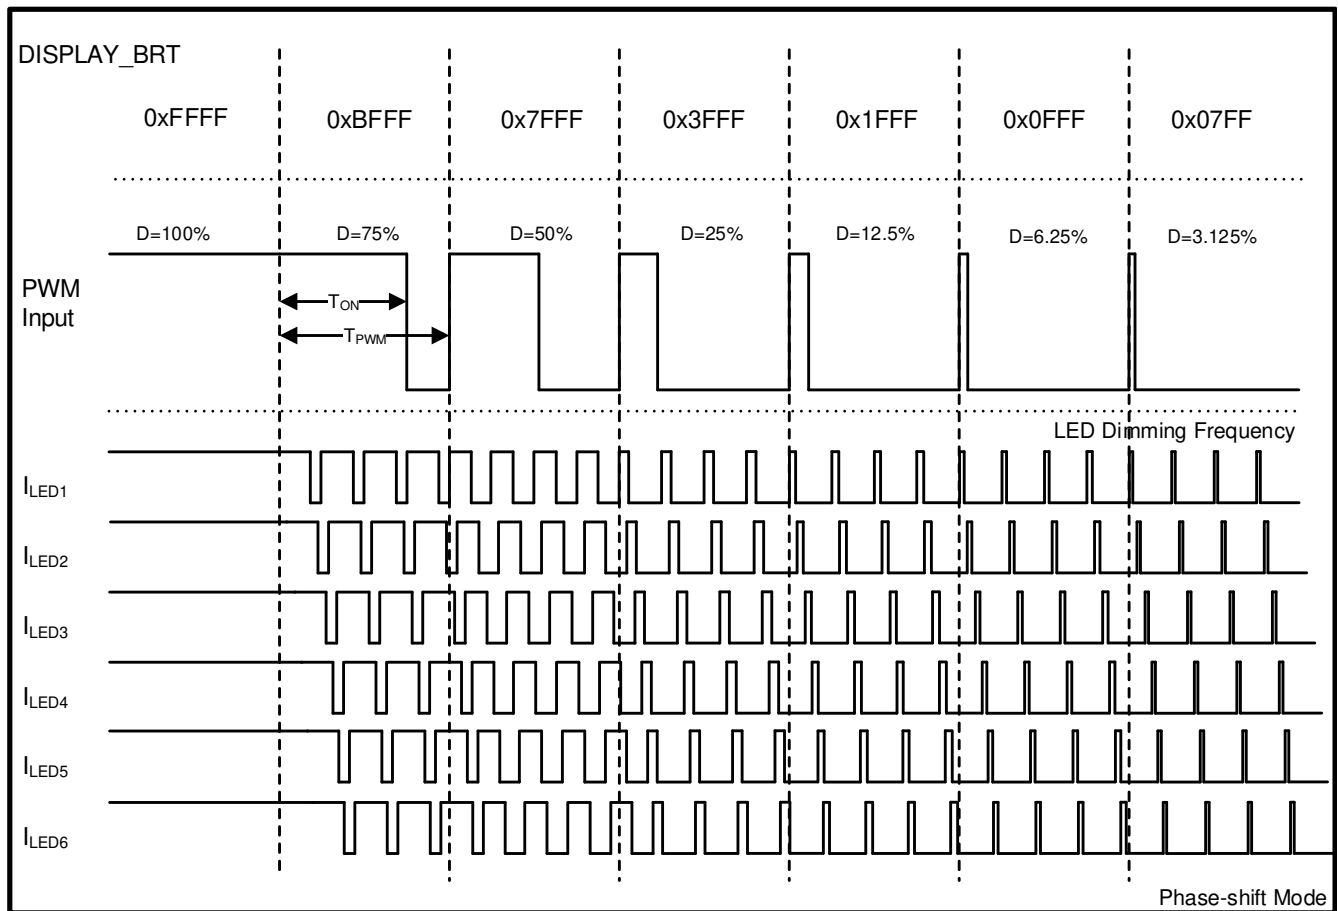 DISPLAY_BRT
0xFFFF 0xBFFF 0x7FFF 0x3FFF 0x1FFF 0x0FFF 0x07FF
D=100% D=75% D=50% D=25% D=12.5% D=6.25% D=3.125%
PWM
Input
TON
TPWM
LED Dimming Frequency
ILED1
ILED2
ILED3
ILED4
ILED5
ILED6
Phase-shift Mode